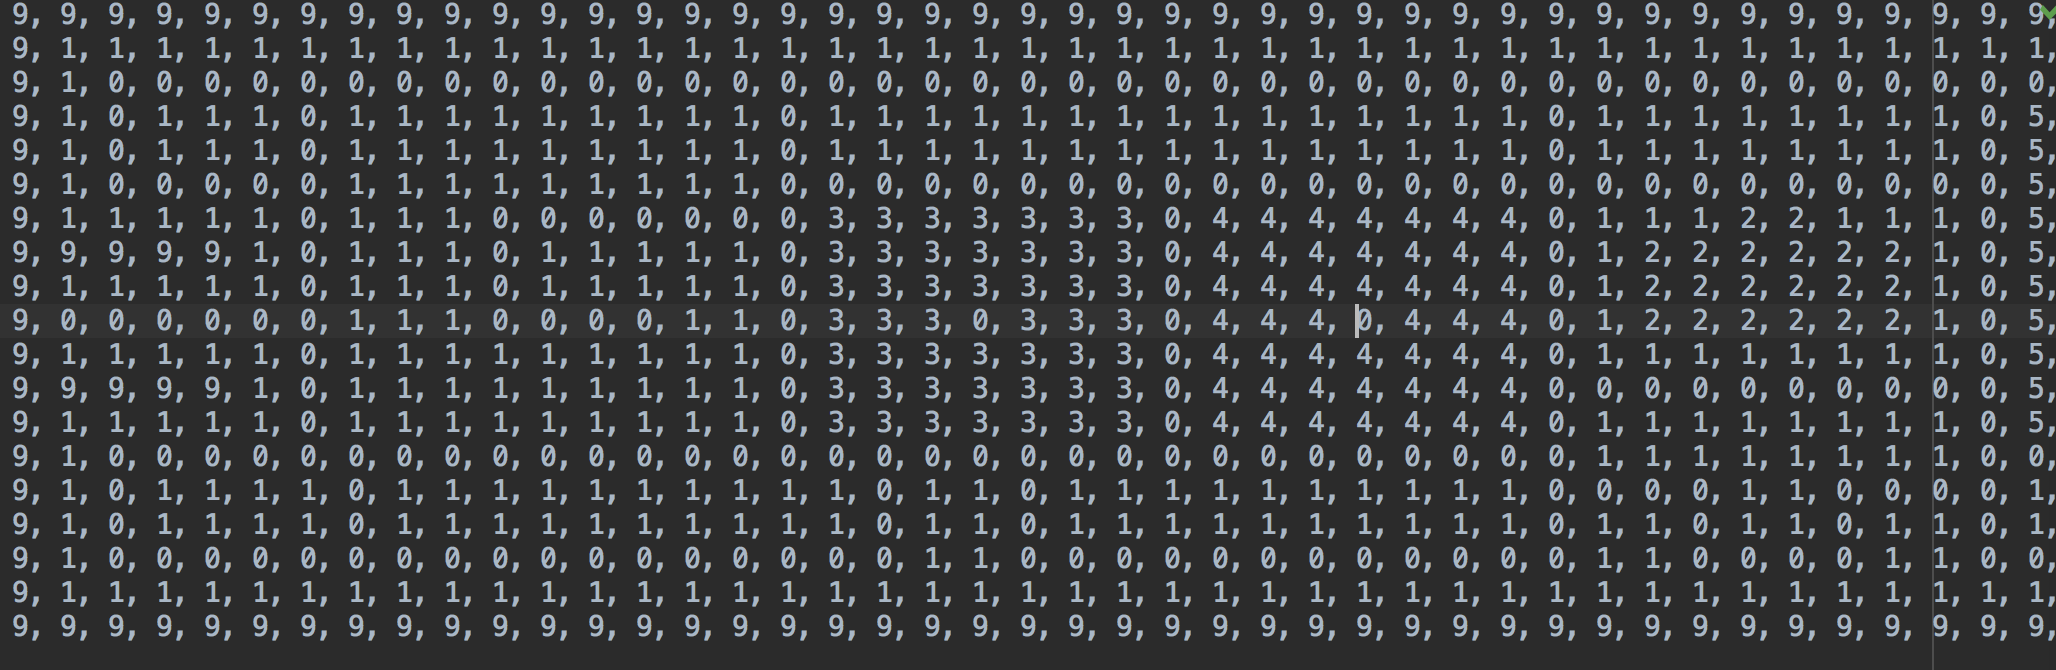 9, 9, 9, 9, 9, 9, 9, 9, 9, 9, 9, 9, 9, 9, 9, 9, 9, 9, 9, 9, 9, 9, 9, 9, 9, 9, 9, 9, 9, 9, 9, 9, 9, 9, 9, 9, 9, 9, 9, 9, 9, 9, 9,
9, 1, 1, 1, 1, 1, 1, 1, 1, 1, 1, 1, 1, 1, 1, 1, 1, 1, 1, 1, 1, 1, 1, 1, 1, 1, 1, 1, 1, 1, 1, 1, 1, 1, 1, 1, 1, 1, 1, 1, 1, 1, 1,
9, 1, 0, 0, 0, 0, 0, 0, 0, 0, 0, 0, 0, 0, 0, 0, 0, 0, 0, 0, 0, 0, 0, 0, 0, 0, 0, 0, 0, 0, 0, 0, 0, 0, 0, 0, 0, 0, 0, 0, 0, 0, 0,
9, 1, 0, 1, 1, 1, 0, 1, 1, 1, 1, 1, 1, 1, 1, 1, 0, 1, 1, 1, 1, 1, 1, 1, 1, 1, 1, 1, 1, 1, 1, 1, 0, 1, 1, 1, 1, 1, 1, 1, 1, 0, 5,
9, 1, 0, 1, 1, 1, 0, 1, 1, 1, 1, 1, 1, 1, 1, 1, 0, 1, 1, 1, 1, 1, 1, 1, 1, 1, 1, 1, 1, 1, 1, 1, 0, 1, 1, 1, 1, 1, 1, 1, 1, 0, 5,
9, 1, 0, 0, 0, 0, 0, 1, 1, 1, 1, 1, 1, 1, 1, 1, 0, 0, 0, 0, 0, 0, 0, 0, 0, 0, 0, 0, 0, 0, 0, 0, 0, 0, 0, 0, 0, 0, 0, 0, 0, 0, 5,
9, 1, 1, 1, 1, 1, 0, 1, 1, 1, 0, 0, 0, 0, 0, 0, 0, 3, 3, 3, 3, 3, 3, 3, 0, 4, 4, 4, 4, 4, 4, 4, 0, 1, 1, 1, 2, 2, 1, 1, 1, 0, 5,
9, 9, 9, 9, 9, 1, 0, 1, 1, 1, 0, 1, 1, 1, 1, 1, 0, 3, 3, 3, 3, 3, 3, 3, 0, 4, 4, 4, 4, 4, 4, 4, 0, 1, 2, 2, 2, 2, 2, 2, 1, 0, 5,
9, 1, 1, 1, 1, 1, 0, 1, 1, 1, 0, 1, 1, 1, 1, 1, 0, 3, 3, 3, 3, 3, 3, 3, 0, 4, 4, 4, 4, 4, 4, 4, 0, 1, 2, 2, 2, 2, 2, 2, 1, 0, 5,
9, 0, 0, 0, 0, 0, 0, 1, 1, 1, 0, 0, 0, 0, 1, 1, 0, 3, 3, 3, 0, 3, 3, 3, 0, 4, 4, 4, 0, 4, 4, 4, 0, 1, 2, 2, 2, 2, 2, 2, 1, 0, 5,
9, 1, 1, 1, 1, 1, 0, 1, 1, 1, 1, 1, 1, 1, 1, 1, 0, 3, 3, 3, 3, 3, 3, 3, 0, 4, 4, 4, 4, 4, 4, 4, 0, 1, 1, 1, 1, 1, 1, 1, 1, 0, 5,
9, 9, 9, 9, 9, 1, 0, 1, 1, 1, 1, 1, 1, 1, 1, 1, 0, 3, 3, 3, 3, 3, 3, 3, 0, 4, 4, 4, 4, 4, 4, 4, 0, 0, 0, 0, 0, 0, 0, 0, 0, 0, 5,
9, 1, 1, 1, 1, 1, 0, 1, 1, 1, 1, 1, 1, 1, 1, 1, 0, 3, 3, 3, 3, 3, 3, 3, 0, 4, 4, 4, 4, 4, 4, 4, 0, 1, 1, 1, 1, 1, 1, 1, 1, 0, 5,
9, 1, 0, 0, 0, 0, 0, 0, 0, 0, 0, 0, 0, 0, 0, 0, 0, 0, 0, 0, 0, 0, 0, 0, 0, 0, 0, 0, 0, 0, 0, 0, 0, 1, 1, 1, 1, 1, 1, 1, 1, 0, 0,
9, 1, 0, 1, 1, 1, 1, 0, 1, 1, 1, 1, 1, 1, 1, 1, 1, 1, 0, 1, 1, 0, 1, 1, 1, 1, 1, 1, 1, 1, 1, 1, 0, 0, 0, 0, 1, 1, 0, 0, 0, 0, 1,
9, 1, 0, 1, 1, 1, 1, 0, 1, 1, 1, 1, 1, 1, 1, 1, 1, 1, 0, 1, 1, 0, 1, 1, 1, 1, 1, 1, 1, 1, 1, 1, 0, 1, 1, 0, 1, 1, 0, 1, 1, 0, 1,
9, 1, 0, 0, 0, 0, 0, 0, 0, 0, 0, 0, 0, 0, 0, 0, 0, 0, 0, 1, 1, 0, 0, 0, 0, 0, 0, 0, 0, 0, 0, 0, 0, 1, 1, 0, 0, 0, 0, 1, 1, 0, 0,
9, 1, 1, 1, 1, 1, 1, 1, 1, 1, 1, 1, 1, 1, 1, 1, 1, 1, 1, 1, 1, 1, 1, 1, 1, 1, 1, 1, 1, 1, 1, 1, 1, 1, 1, 1, 1, 1, 1, 1, 1, 1, 1,
9, 9, 9, 9, 9, 9, 9, 9, 9, 9, 9, 9, 9, 9, 9, 9, 9, 9, 9, 9, 9, 9, 9, 9, 9, 9, 9, 9, 9, 9, 9, 9, 9, 9, 9, 9, 9, 9, 9, 9, 9, 9, 9,